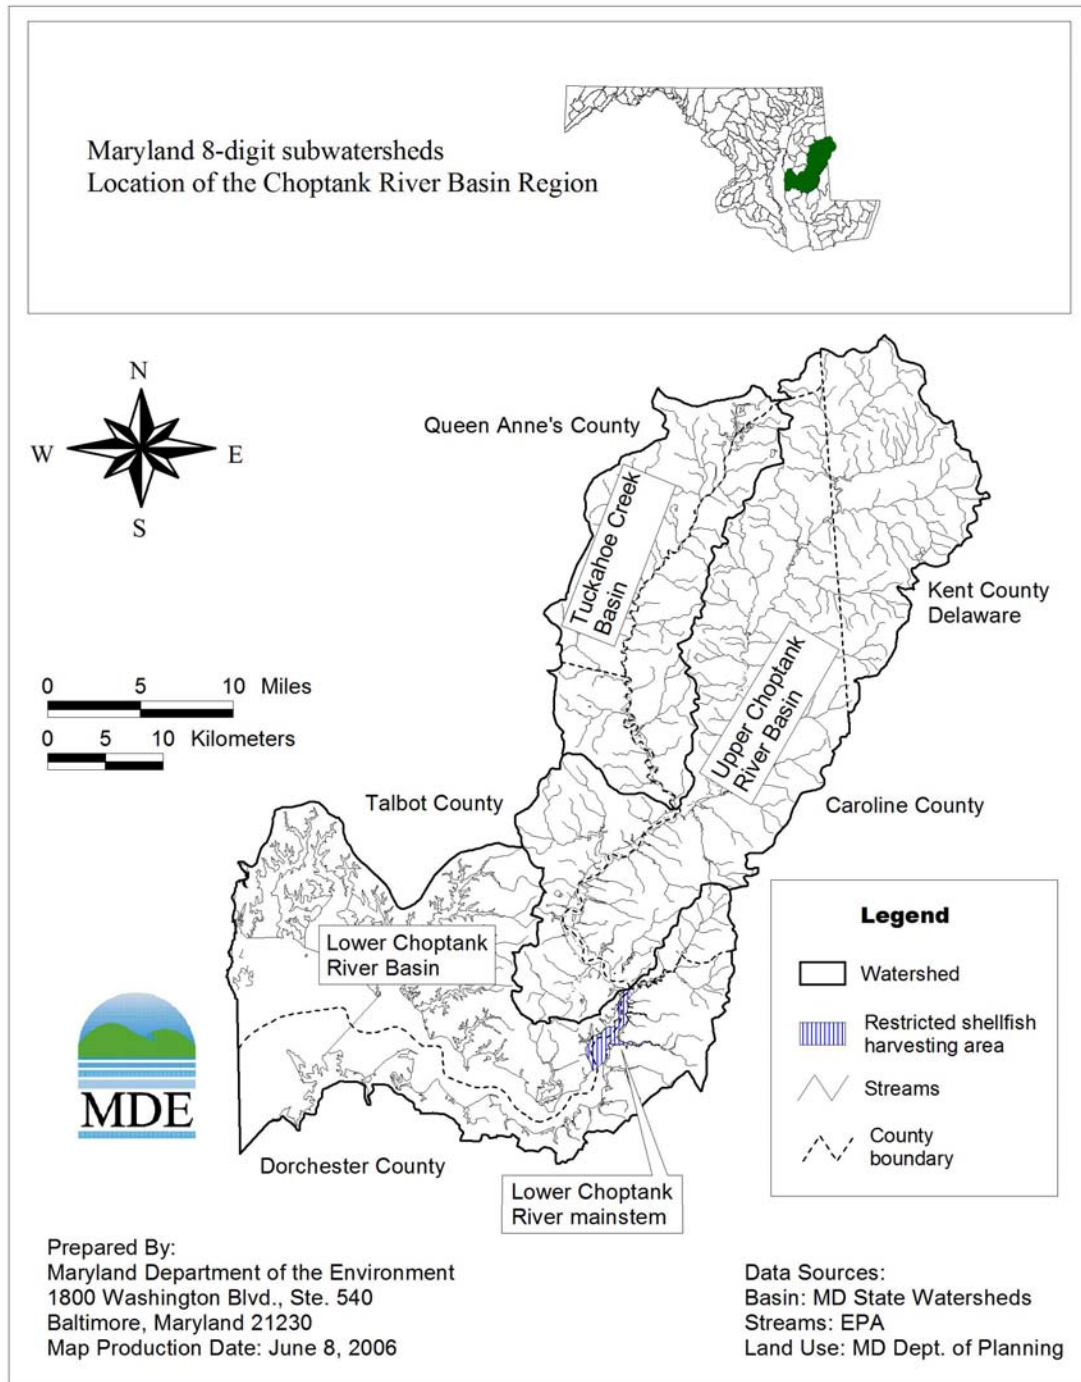 Maryland 8-digit subwatersheds
Location of the Choptank River Basin Region
N
W
E
S
Queen Anne's County
Tuckahoe Creek
Basin
Kent County
Delaware
0 5 10 Miles
0 5 10 Kilometers
Upper Choptank
River Basin
Talbot County
Caroline County
Lower Choptank
River Basin
Legend
Watershed
Restricted shellfish
harvesting area
Streams
County
boundary
MDE
Dorchester County
Lower Choptank
River mainstem
Prepared By:
Maryland Department of the Environment
1800 Washington Blvd., Ste. 540
Baltimore, Maryland 21230
Map Production Date: June 8, 2006
Data Sources:
Basin: MD State Watersheds
Streams: EPA
Land Use: MD Dept. of Planning